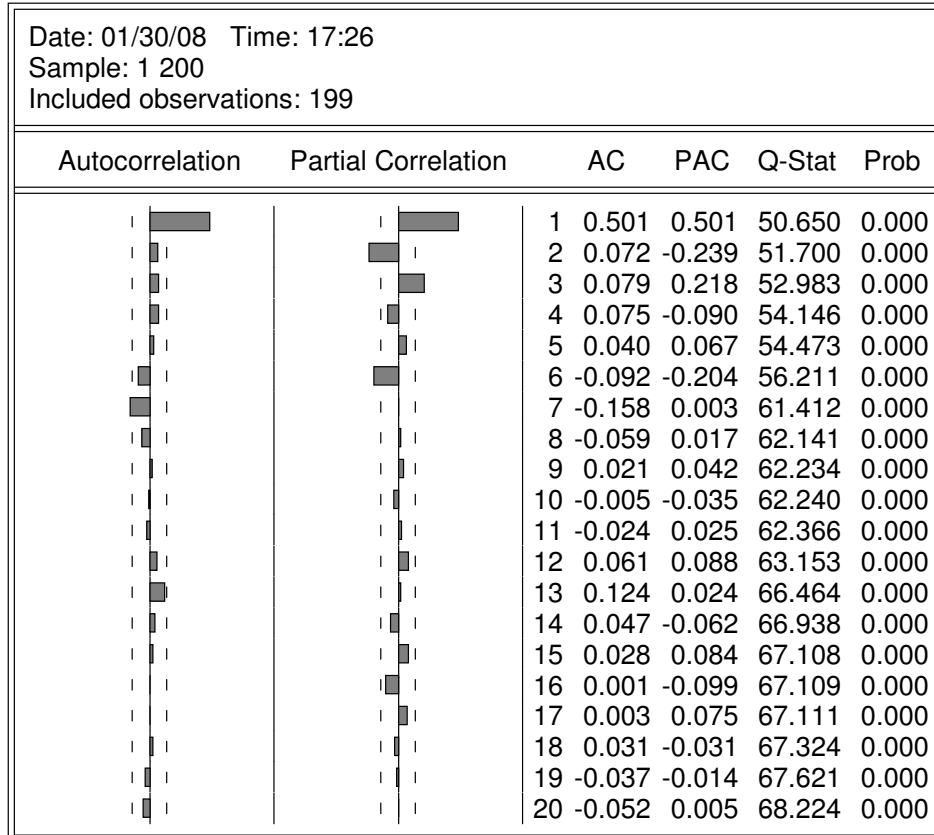 Date: 01/30/08 Time: 17:26
Sample: 1 200
Included observations: 199
Autocorrelation Partial Correlation AC PAC Q-Stat Prob
1 0.501 0.501 50.650 0.000
2 0.072 -0.239 51.700 0.000
3 0.079 0.218 52.983 0.000
4 0.075 -0.090 54.146 0.000
5 0.040 0.067 54.473 0.000
6 -0.092 -0.204 56.211 0.000
7 -0.158 0.003 61.412 0.000
8 -0.059 0.017 62.141 0.000
9 0.021 0.042 62.234 0.000
10 -0.005 -0.035 62.240 0.000
11 -0.024 0.025 62.366 0.000
12 0.061 0.088 63.153 0.000
13 0.124 0.024 66.464 0.000
14 0.047 -0.062 66.938 0.000
15 0.028 0.084 67.108 0.000
16 0.001 -0.099 67.109 0.000
17 0.003 0.075 67.111 0.000
18 0.031 -0.031 67.324 0.000
19 -0.037 -0.014 67.621 0.000
20 -0.052 0.005 68.224 0.000